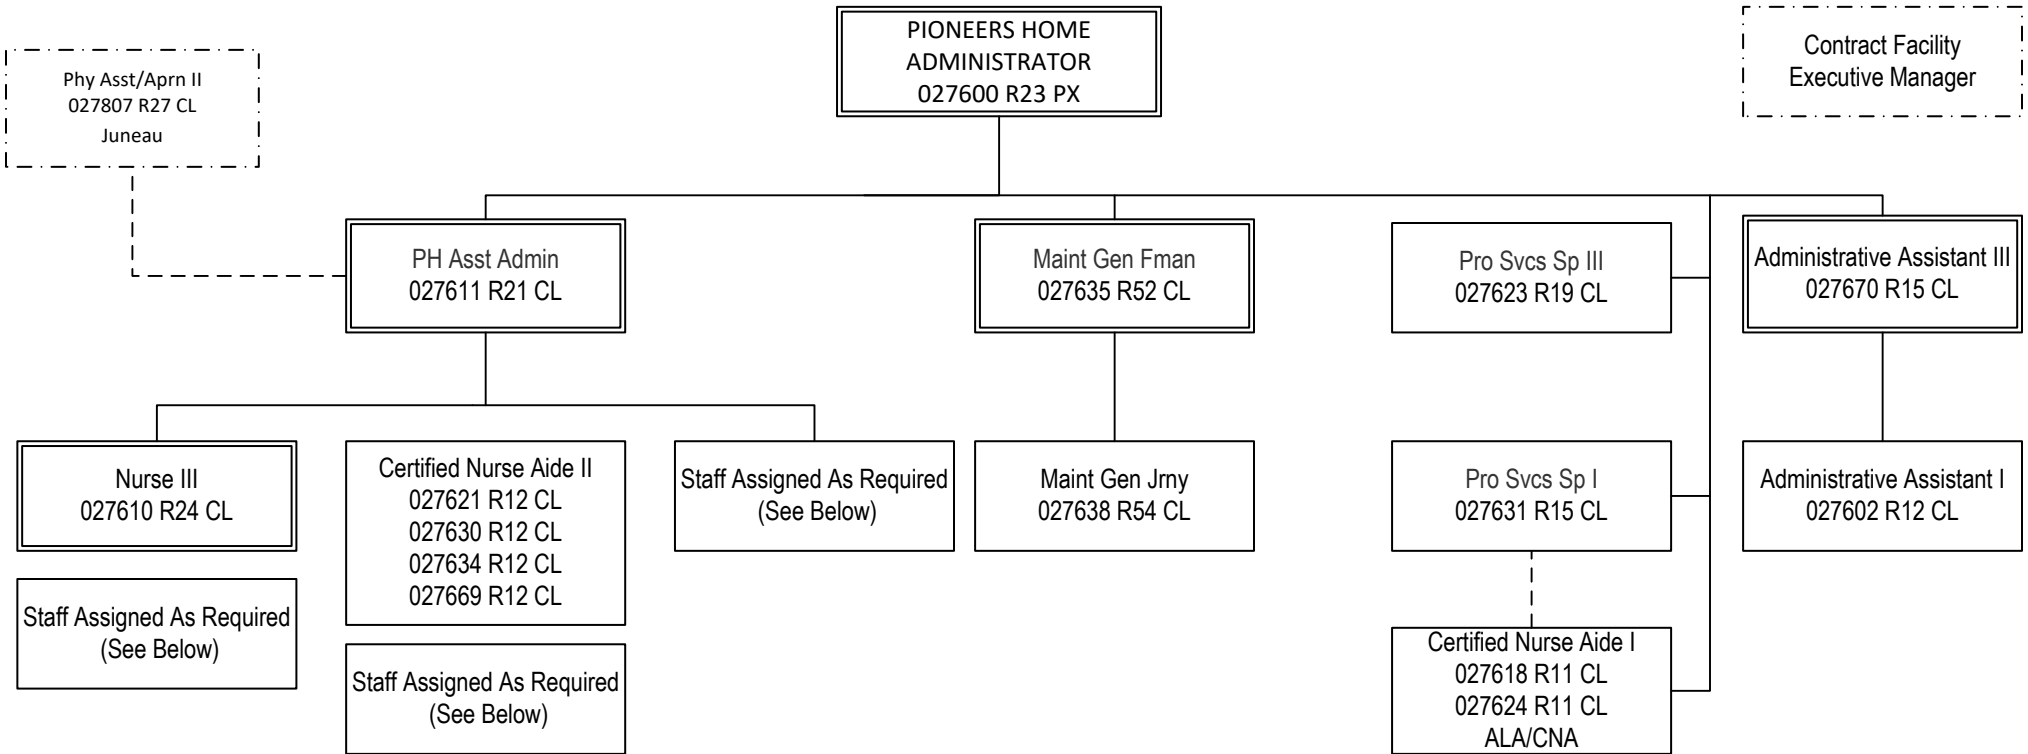 PIONEERS HOME
ADMINISTRATOR
027600 R23 PX
Phy Asst/Aprn II
027807 R27 CL
Juneau
Contract Facility
Executive Manager
PH Asst Admin
027611 R21 CL
Maint Gen Fman
027635 R52 CL
Pro Svcs Sp III
027623 R19 CL
Administrative Assistant III
027670 R15 CL
Nurse III
027610 R24 CL
Certified Nurse Aide II
027621 R12 CL
027630 R12 CL
027634 R12 CL
027669 R12 CL
Staff Assigned As Required
(See Below)
Maint Gen Jrny
027638 R54 CL
Pro Svcs Sp I
027631 R15 CL
Administrative Assistant I
027602 R12 CL
Staff Assigned As Required
(See Below)
Staff Assigned As Required
(See Below)
Certified Nurse Aide I
027618 R11 CL
027624 R11 CL
ALA/CNA